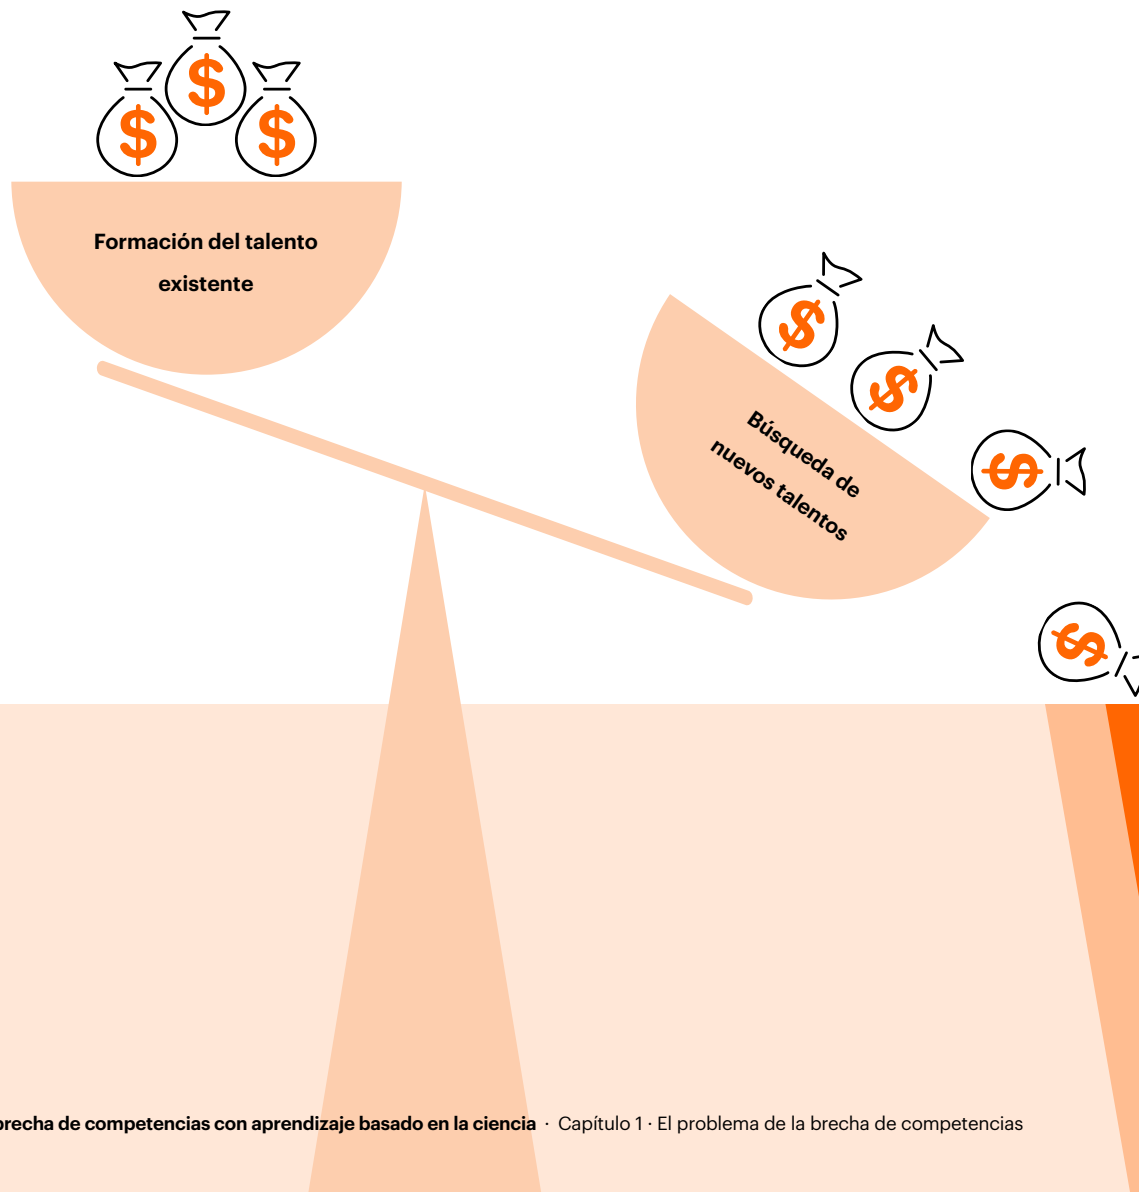 $
$
$
Formación del talento
existente
$
$
$
Búsqueda de
nuevos talentos
$
brecha de competencias con aprendizaje basado en la ciencia · Capítulo 1 · El problema de la brecha de competencias